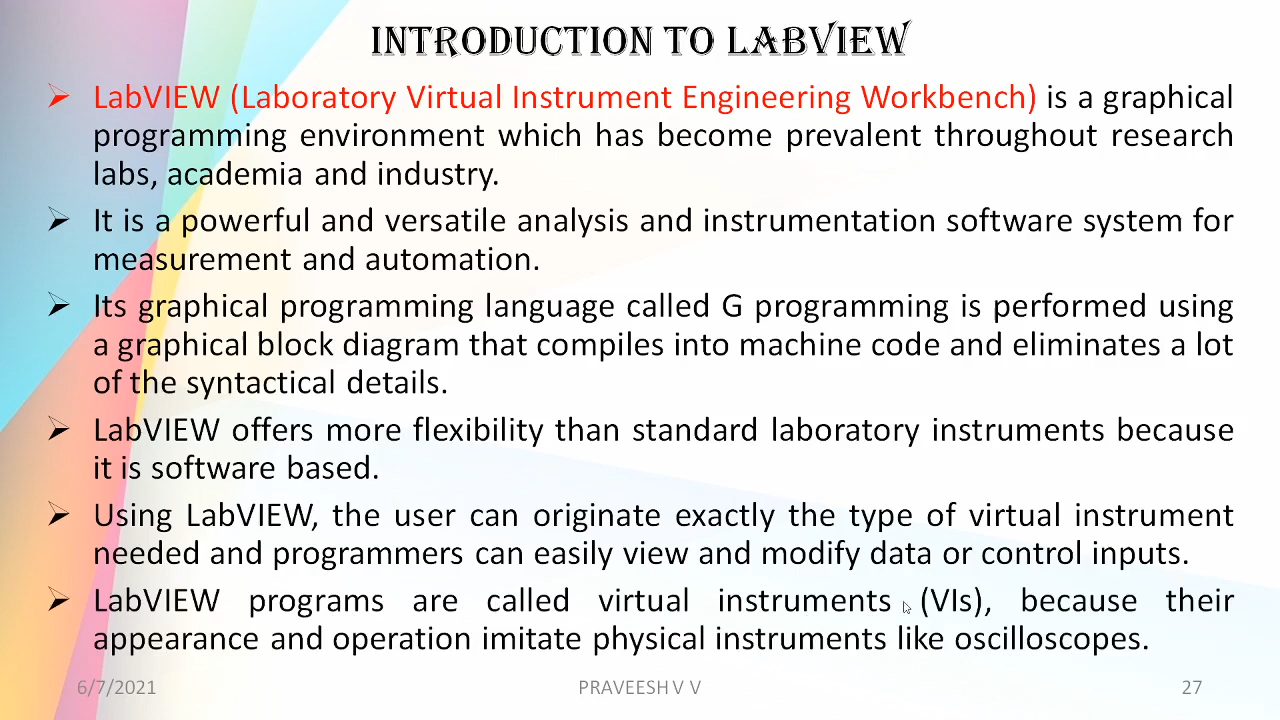 INTRODUCTION TO LABVIEW
➢ LabVIEW (Laboratory Virtual Instrument Engineering Workbench) is a graphical
programming environment which has become prevalent throughout research
labs, academia and industry.
➢ It is a powerful and versatile analysis and instrumentation software system for
measurement and automation.
➢ Its graphical programming language called G programming is performed using
a graphical block diagram that compiles into machine code and eliminates a lot
of the syntactical details.
➢ LabVIEW offers more flexibility than standard laboratory instruments because
it is software based.
➢ Using LabVIEW, the user can originate exactly the type of virtual instrument
needed and programmers can easily view and modify data or control inputs.
➢ LabVIEW programs are called virtual instruments (VIs), because their
appearance and operation imitate physical instruments like oscilloscopes.
6/7/2021 PRAVEESH V V 27